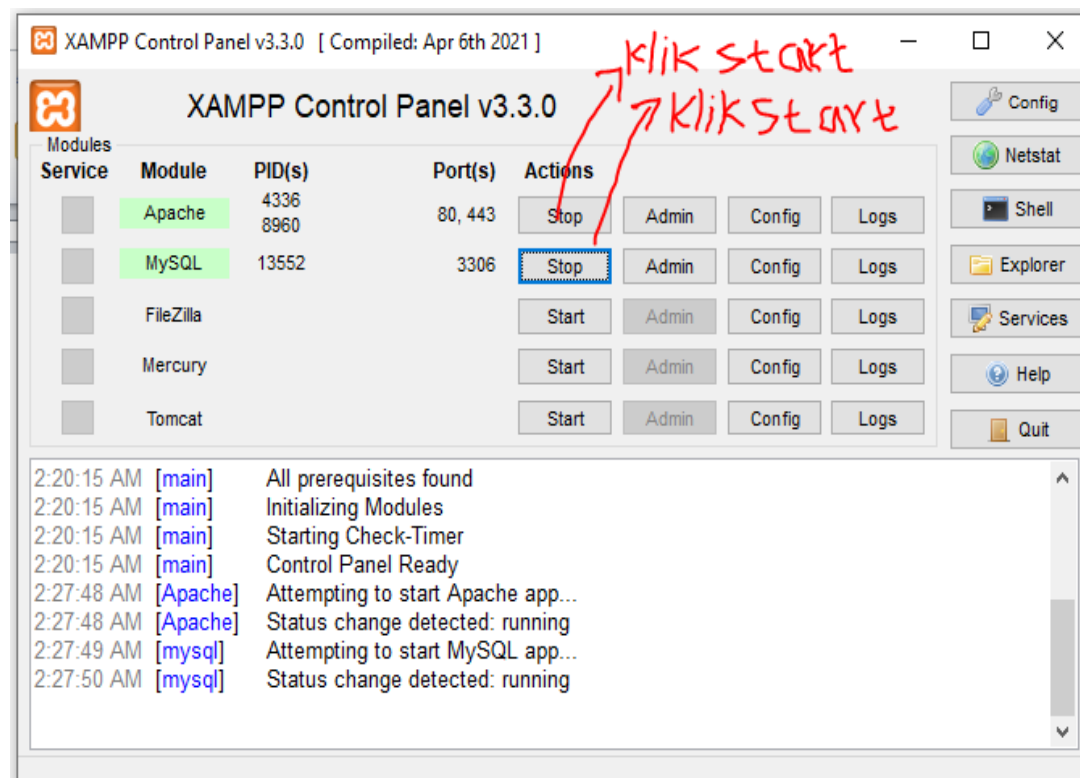 XAMPP Control Panel v3.3.0 [ Compiled: Apr 6th 2021 ]
klik start
klik start
XAMPP Control Panel v3.3.0
Config
Modules
Service Module PID(s) Port(s) Actions
Netstat
Apache 4336 8960 80, 443 Stop Admin Config Logs
Shell
MySQL 13552 3306 Stop Admin Config Logs
Explorer
FileZilla Start Admin Config Logs
Services
Mercury Start Admin Config Logs
Help
Tomcat Start Admin Config Logs
Quit
2:20:15 AM [main] All prerequisites found
2:20:15 AM [main] Initializing Modules
2:20:15 AM [main] Starting Check-Timer
2:20:15 AM [main] Control Panel Ready
2:27:48 AM [Apache] Attempting to start Apache app...
2:27:48 AM [Apache] Status change detected: running
2:27:49 AM [mysql] Attempting to start MySQL app...
2:27:50 AM [mysql] Status change detected: running